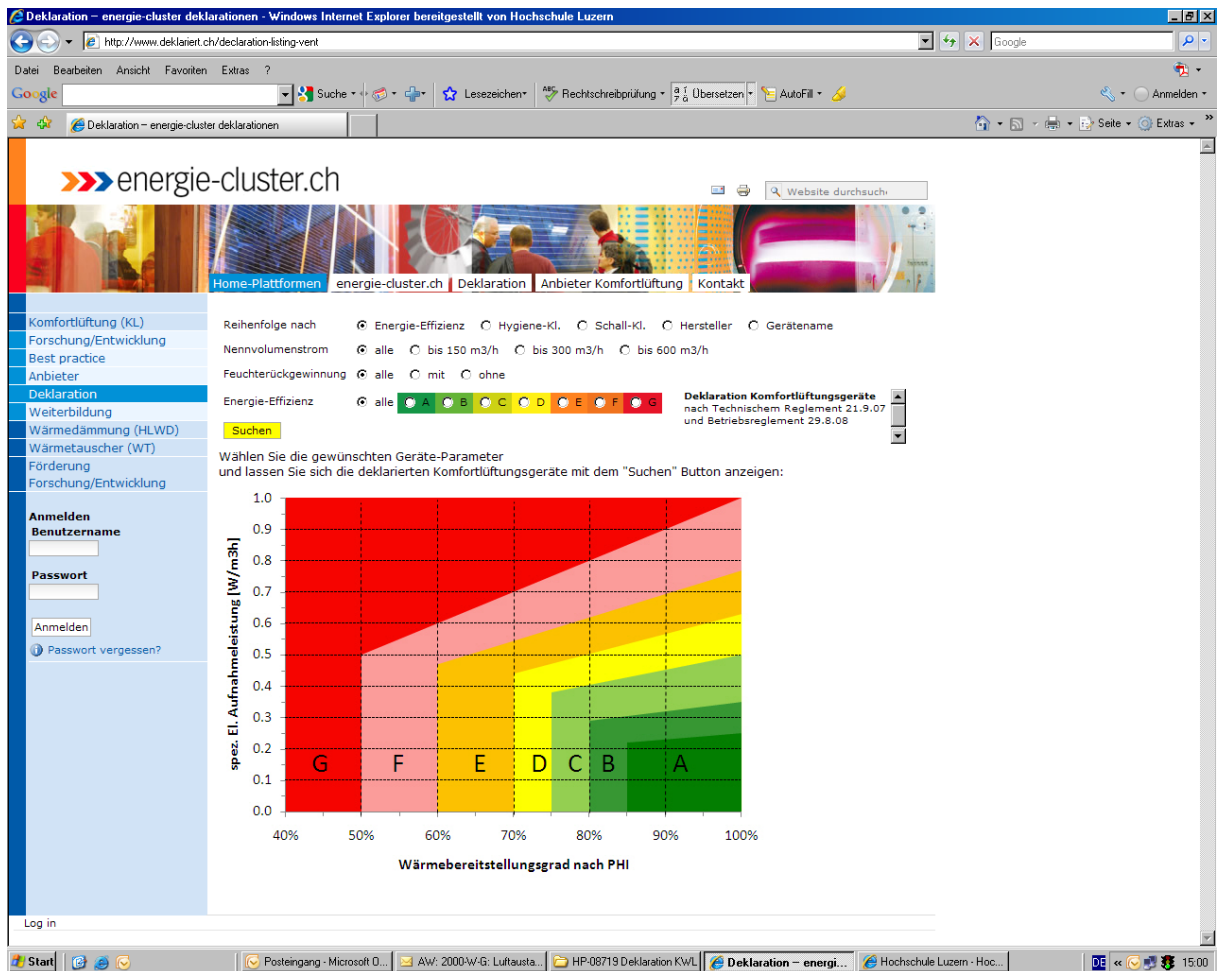 Deklaration – energie-cluster deklarationen - Windows Internet Explorer bereitgestellt von Hochschule Luzern
http://www.deklariert.ch/declaration-listing-vent
Google
Datei Bearbeiten Ansicht Favoriten Extras ?
Google Suche Lesezeichen Rechtschreibprüfung Übersetzen AutoFill Anmelden
Deklaration – energie-cluster deklarationen Seite Extras
energie-cluster.ch
Website durchsuch
Home-Plattformen energie-cluster.ch Deklaration Anbieter Komfortlüftung Kontakt
Komfortlüftung (KL)
Forschung/Entwicklung
Best practice
Anbieter
Deklaration
Weiterbildung
Wärmedämmung (HLWD)
Wärmetauscher (WT)
Förderung
Forschung/Entwicklung
Anmelden
Benutzername
Passwort
Anmelden
Passwort vergessen?
Reihenfolge nach Energie-Effizienz Hygiene-Kl. Schall-Kl. Hersteller Gerätename
Nennvolumenstrom alle bis 150 m3/h bis 300 m3/h bis 600 m3/h
Feuchterückgewinnung alle mit ohne
Energie-Effizienz alle A B C D E F G
Deklaration Komfortlüftungsgeräte
nach Technischem Reglement 21.9.07
und Betriebsreglement 29.8.08
Suchen
Wählen Sie die gewünschten Geräte-Parameter
und lassen Sie sich die deklarierten Komfortlüftungsgeräte mit dem "Suchen" Button anzeigen:
spez. El. Aufnahmeleistung [W/m3h]
1.0
0.9
0.8
0.7
0.6
0.5
0.4
0.3
0.2
0.1
0.0
G F E D C B A
40% 50% 60% 70% 80% 90% 100%
Wärmebereitstellungsgrad nach PHI
Log in
Start Posteingang - Microsoft O... AW: 2000-W-G: Luftausta... HP-08719 Deklaration KWL Deklaration – energi... Hochschule Luzern - Hoc... DE 15:00